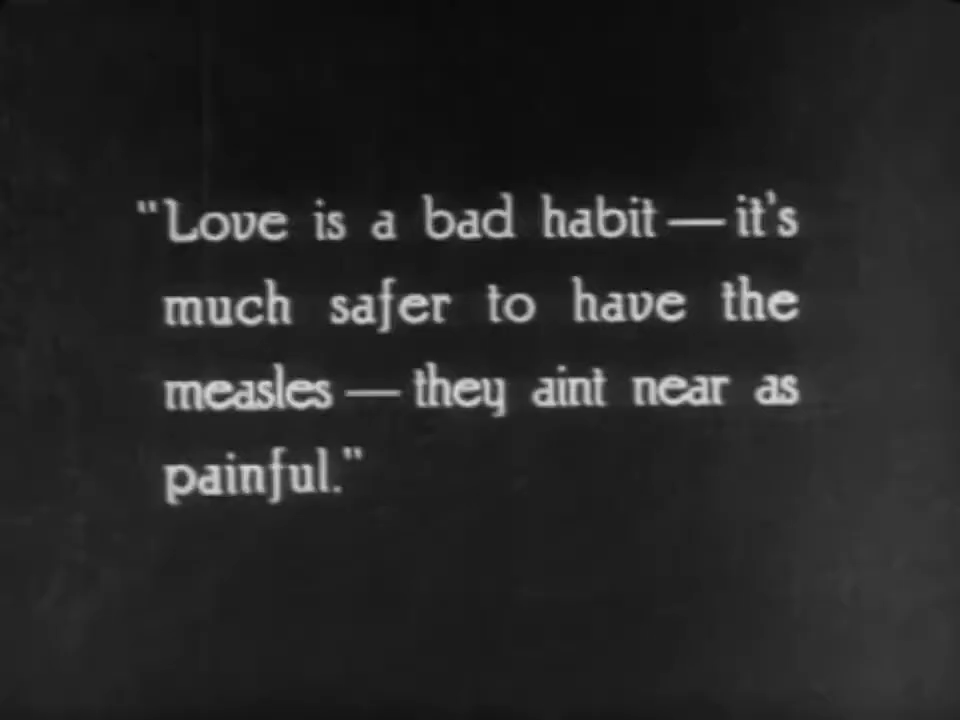 "Love is a bad habit — it's
much safer to have the
measles — they aint near as
painful."